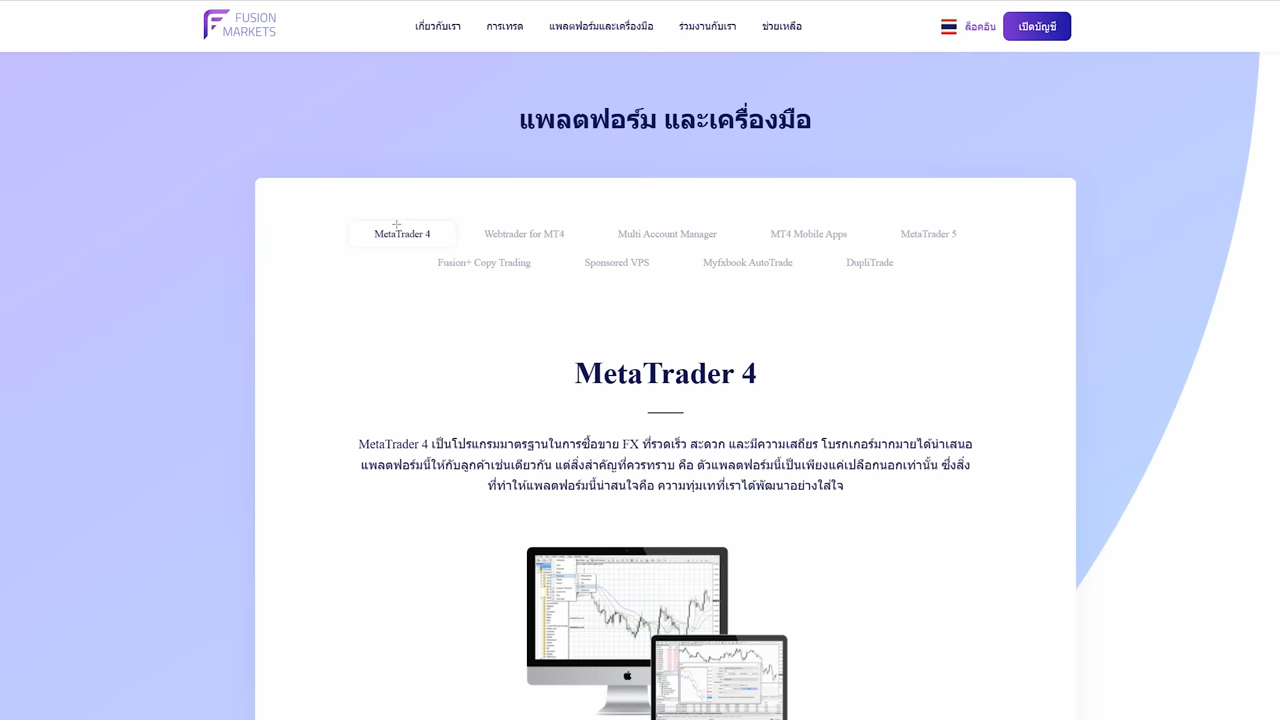 FUSION
MARKETS
เกี่ยวกับเรา การเทรด แพลตฟอร์มและเครื่องมือ ร่วมงานกับเรา ช่วยเหลือ
ล็อคอิน เปิดบัญชี
แพลตฟอร์ม และเครื่องมือ
MetaTrader 4 Webtrader for MT4 Multi Account Manager MT4 Mobile Apps MetaTrader 5
Fusion+ Copy Trading Sponsored VPS Myfxbook AutoTrade DupliTrade
MetaTrader 4
MetaTrader 4 เป็นโปรแกรมมาตรฐานในการซื้อขาย FX ที่รวดเร็ว สะดวก และมีความเสถียร โบรกเกอร์มากมายได้นำเสนอ
แพลตฟอร์มนี้ให้กับลูกค้าเช่นเดียวกัน แต่สิ่งสำคัญที่ควรทราบ คือ ตัวแพลตฟอร์มนี้เป็นเพียงแค่เปลือกนอกเท่านั้น ซึ่งสิ่ง
ที่ทำให้แพลตฟอร์มนี้น่าสนใจคือ ความทุ่มเทที่เราได้พัฒนาอย่างใส่ใจ